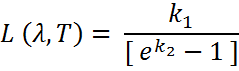 L (λ, T) = k₁ / [ e^k₂ − 1 ]